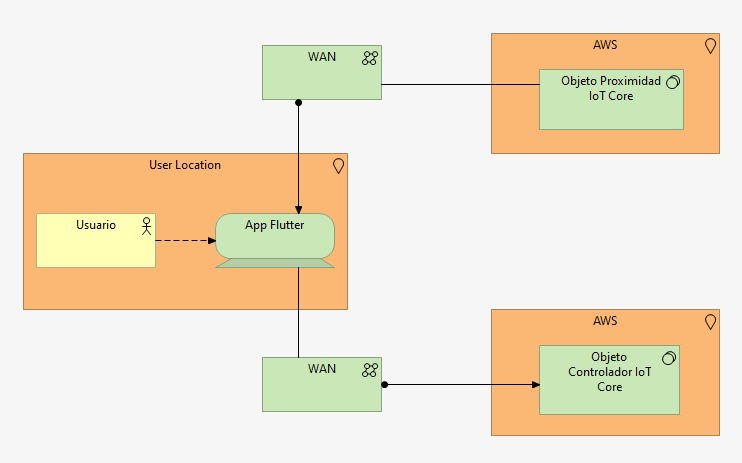 WAN
AWS
Objeto Proximidad
IoT Core
User Location
Usuario
App Flutter
WAN
AWS
Objeto
Controlador IoT
Core